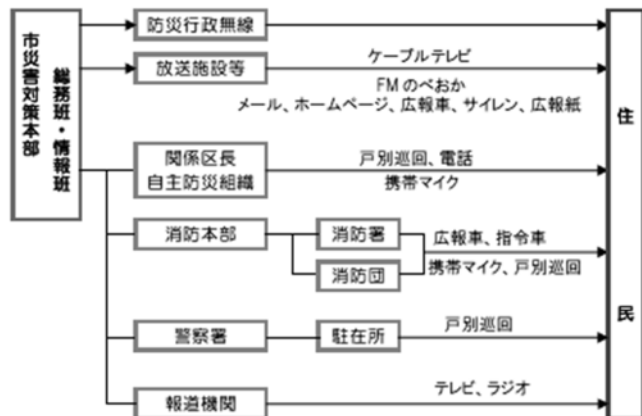 市災害対策本部
総務班・情報班
防災行政無線
放送施設等
ケーブルテレビ
FMのべおか
メール、ホームページ、広報車、サイレン、広報紙
関係区長
自主防災組織
戸別巡回、電話
携帯マイク
消防本部
消防署
消防団
広報車、指令車
携帯マイク、戸別巡回
警察署
駐在所
戸別巡回
報道機関
テレビ、ラジオ
住民